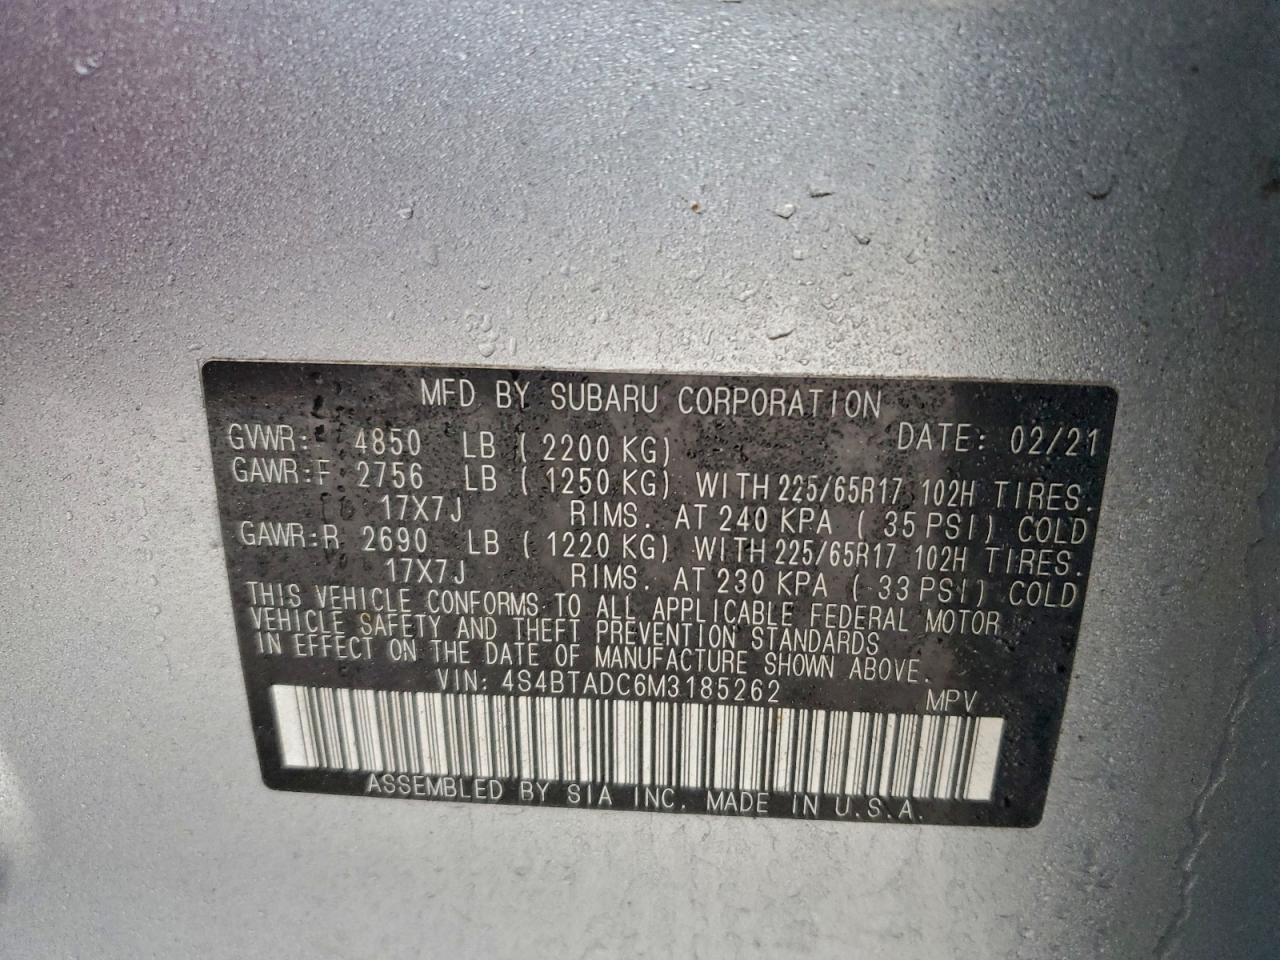 MFD BY SUBARU CORPORATION
GVWR: 4850 LB ( 2200 KG) DATE: 02/21
GAWR:F 2756 LB ( 1250 KG) WITH 225/65R17 102H TIRES.
17X7J RIMS. AT 240 KPA ( 35 PSI) COLD
GAWR:R 2690 LB ( 1220 KG) WITH 225/65R17 102H TIRES.
17X7J RIMS. AT 230 KPA ( 33 PSI) COLD
THIS VEHICLE CONFORMS TO ALL APPLICABLE FEDERAL MOTOR
VEHICLE SAFETY AND THEFT PREVENTION STANDARDS
IN EFFECT ON THE DATE OF MANUFACTURE SHOWN ABOVE.
VIN: 4S4BTADC6M3185262 MPV
ASSEMBLED BY SIA INC. MADE IN U.S.A.